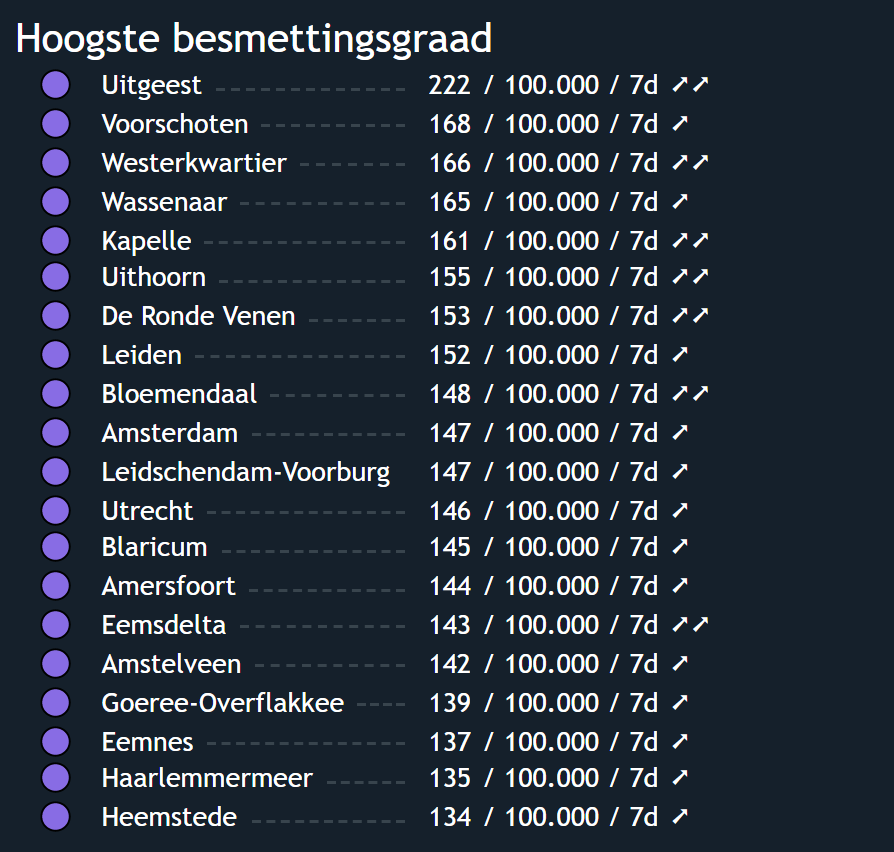 Hoogste besmettingsgraad
Uitgeest 222 / 100.000 / 7d ➚➚
Voorschoten 168 / 100.000 / 7d ➚
Westerkwartier 166 / 100.000 / 7d ➚➚
Wassenaar 165 / 100.000 / 7d ➚
Kapelle 161 / 100.000 / 7d ➚➚
Uithoorn 155 / 100.000 / 7d ➚➚
De Ronde Venen 153 / 100.000 / 7d ➚➚
Leiden 152 / 100.000 / 7d ➚
Bloemendaal 148 / 100.000 / 7d ➚➚
Amsterdam 147 / 100.000 / 7d ➚
Leidschendam-Voorburg 147 / 100.000 / 7d ➚
Utrecht 146 / 100.000 / 7d ➚
Blaricum 145 / 100.000 / 7d ➚
Amersfoort 144 / 100.000 / 7d ➚
Eemsdelta 143 / 100.000 / 7d ➚➚
Amstelveen 142 / 100.000 / 7d ➚
Goeree-Overflakkee 139 / 100.000 / 7d ➚
Eemnes 137 / 100.000 / 7d ➚
Haarlemmermeer 135 / 100.000 / 7d ➚
Heemstede 134 / 100.000 / 7d ➚